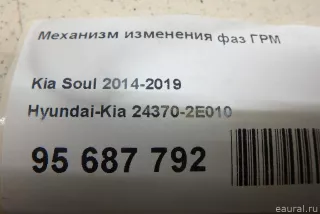 Механизм изменения фаз ГРМ
Kia Soul 2014-2019
Hyundai-Kia 24370-2E010
95 687 792
eaural.ru